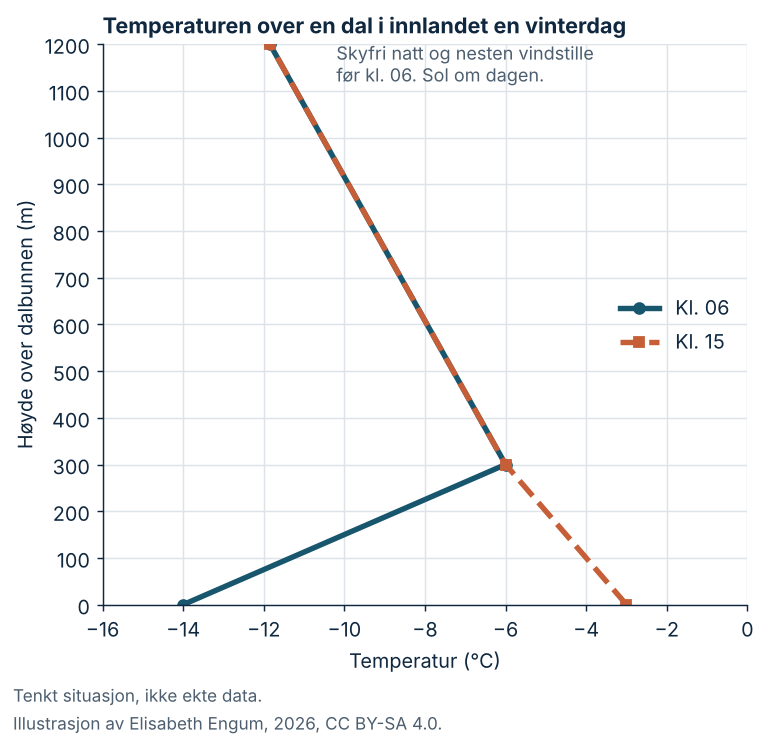 Temperaturen over en dal i innlandet en vinterdag
Skyfri natt og nesten vindstille
før kl. 06. Sol om dagen.
Høyde over dalbunnen (m)
1200
1100
1000
900
800
700
600
500
400
300
200
100
0
Kl. 06
Kl. 15
−16 −14 −12 −10 −8 −6 −4 −2 0
Temperatur (°C)
Tenkt situasjon, ikke ekte data.
Illustrasjon av Elisabeth Engum, 2026, CC BY-SA 4.0.